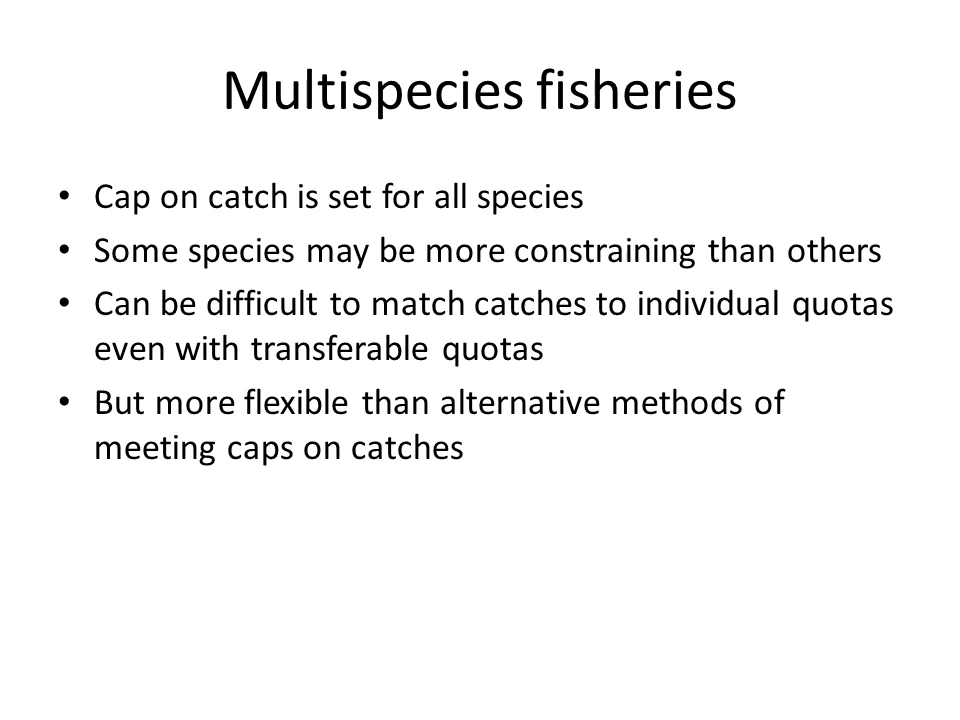 Multispecies fisheries
• Cap on catch is set for all species
• Some species may be more constraining than others
• Can be difficult to match catches to individual quotas
even with transferable quotas
• But more flexible than alternative methods of
meeting caps on catches